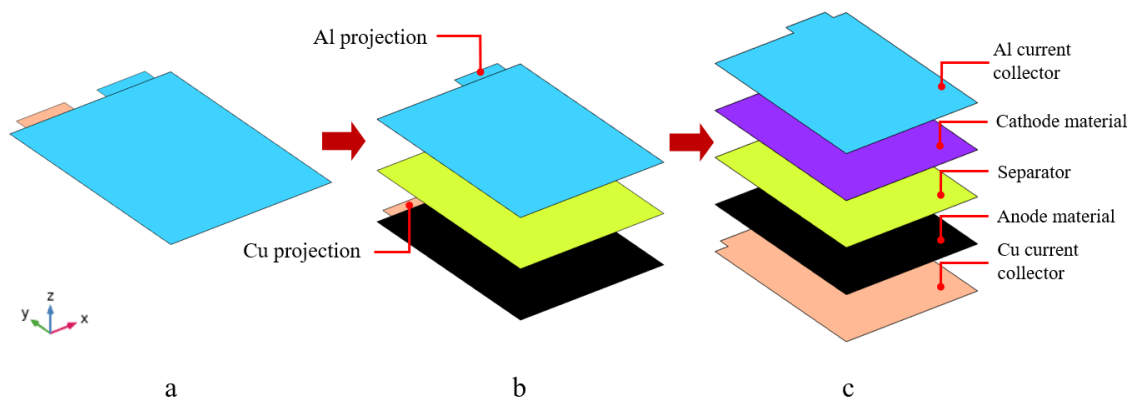 Al projection
Cu projection
Al current
collector
Cathode material
Separator
Anode material
Cu current
collector
z
y
x
a
b
c